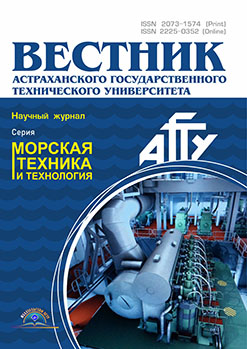 ISSN 2073-1574 (Print)
ISSN 2225-0352 (Online)
ВЕСТНИК
АСТРАХАНСКОГО ГОСУДАРСТВЕННОГО
ТЕХНИЧЕСКОГО УНИВЕРСИТЕТА
Научный журнал
Серия
МОРСКАЯ
ТЕХНИКА
И ТЕХНОЛОГИЯ
АГТУ